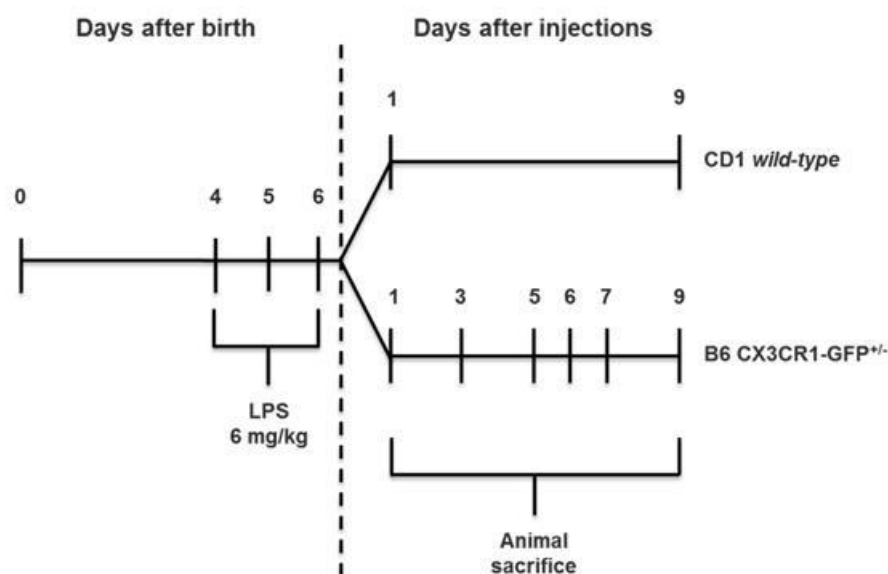 Days after birth
Days after injections
1 9
CD1 wild-type
0 4 5 6
1 3 5 6 7 9
B6 CX3CR1-GFP+/-
LPS
6 mg/kg
Animal
sacrifice